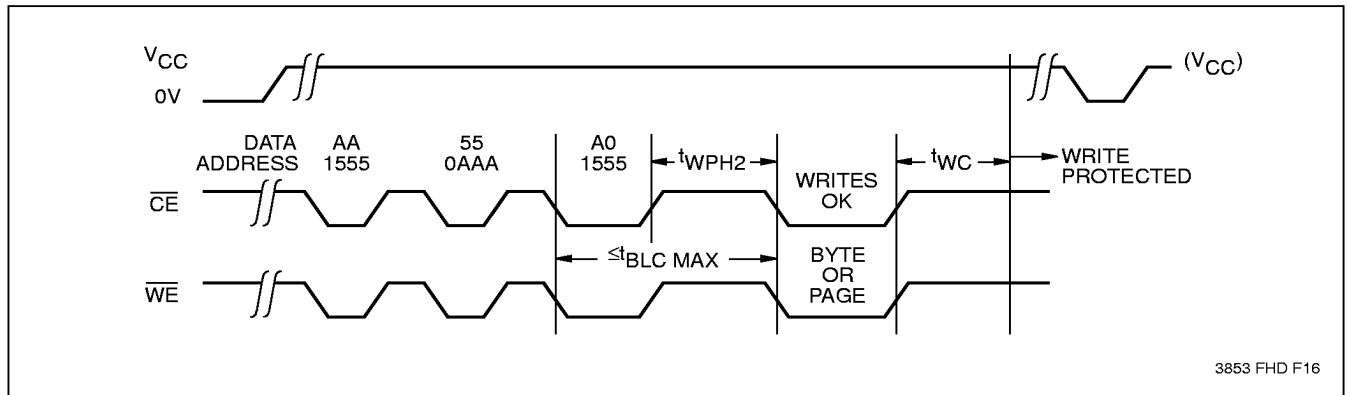 VCC
0V
(VCC)
DATA AA 55 A0
ADDRESS 1555 0AAA 1555
tWPH2
WRITES
OK
tWC
WRITE
PROTECTED
CE
≤tBLC MAX
BYTE
OR
PAGE
WE
3853 FHD F16